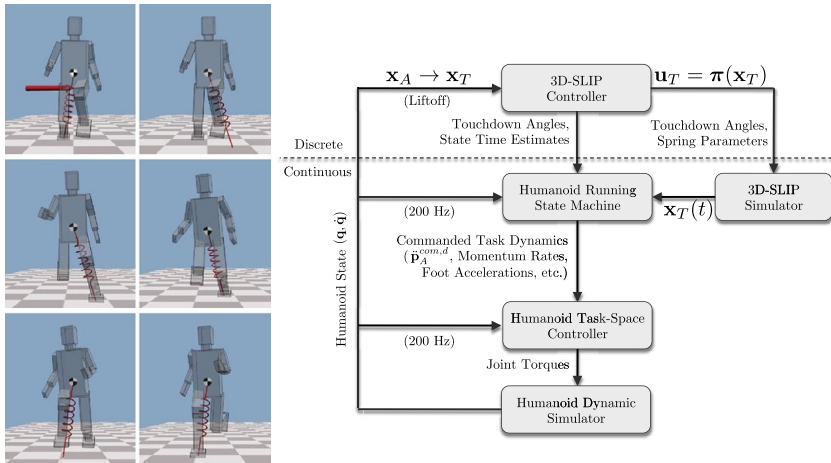 x_A → x_T
(Liftoff)
3D-SLIP
Controller
u_T = π(x_T)
Touchdown Angles,
State Time Estimates
Touchdown Angles,
Spring Parameters
Discrete
Continuous
(200 Hz)
Humanoid Running
State Machine
x_T(t)
3D-SLIP
Simulator
Commanded Task Dynamics
( p̈_A^{com,d}, Momentum Rates,
Foot Accelerations, etc.)
Humanoid State (q, q̇)
(200 Hz)
Humanoid Task-Space
Controller
Joint Torques
Humanoid Dynamic
Simulator